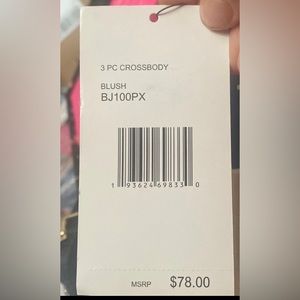 3 PC CROSSBODY
BLUSH
BJ100PX
1 93624 69833 0
MSRP $78.00